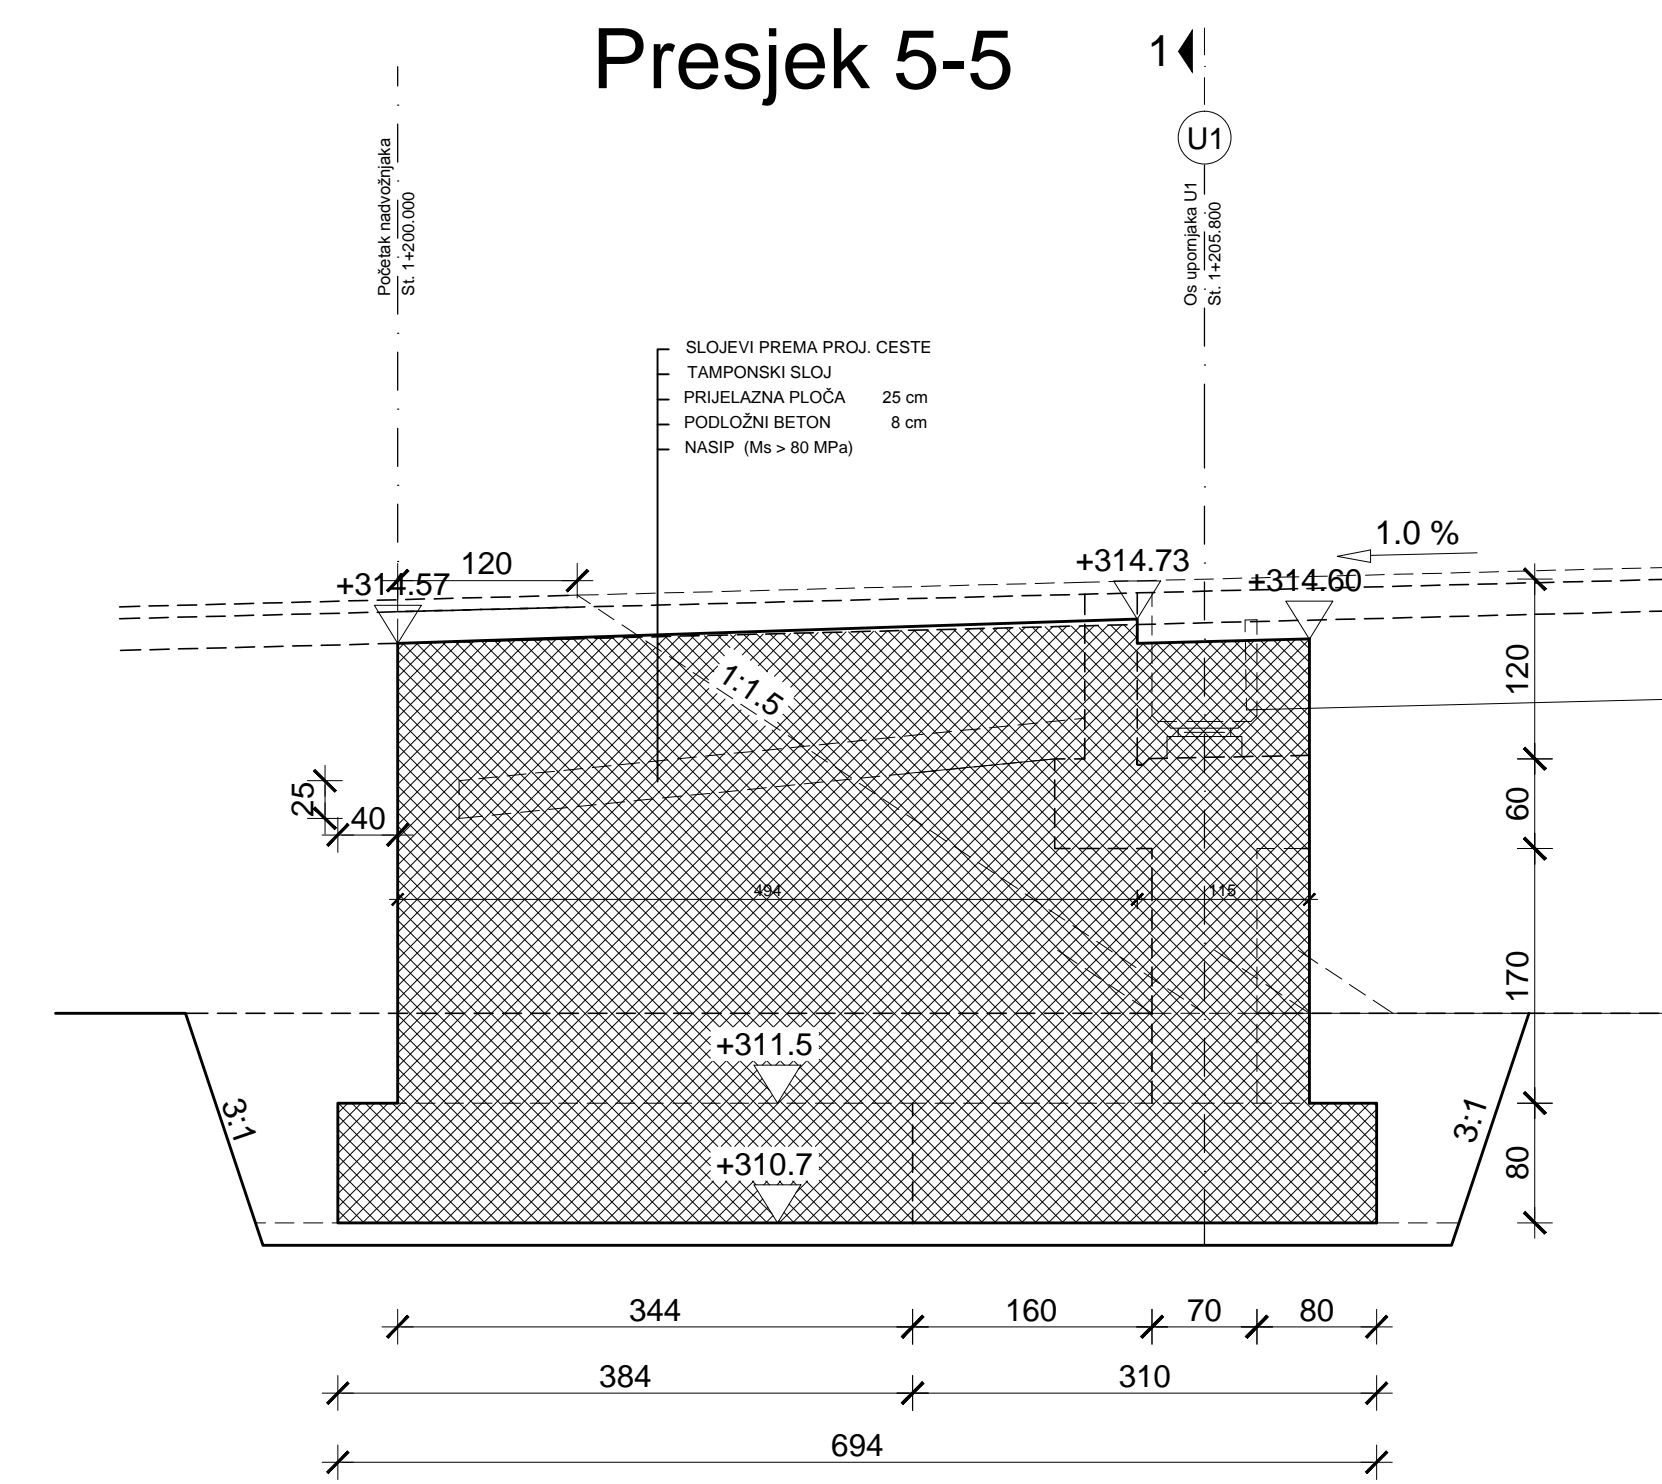 Presjek 5-5
1
U1
Početak nadvožnjaka
St. 1+200.000
Os upornjaka U1
St. 1+205.800
SLOJEVI PREMA PROJ. CESTE
TAMPONSKI SLOJ
PRIJELAZNA PLOČA 25 cm
PODLOŽNI BETON 8 cm
NASIP (Ms > 80 MPa)
1.0 %
120
+314.57
+314.73
+314.60
1:1.5
120
25
40
60
494
115
170
+311.5
3:1
3:1
+310.7
80
344
160
70
80
384
310
694